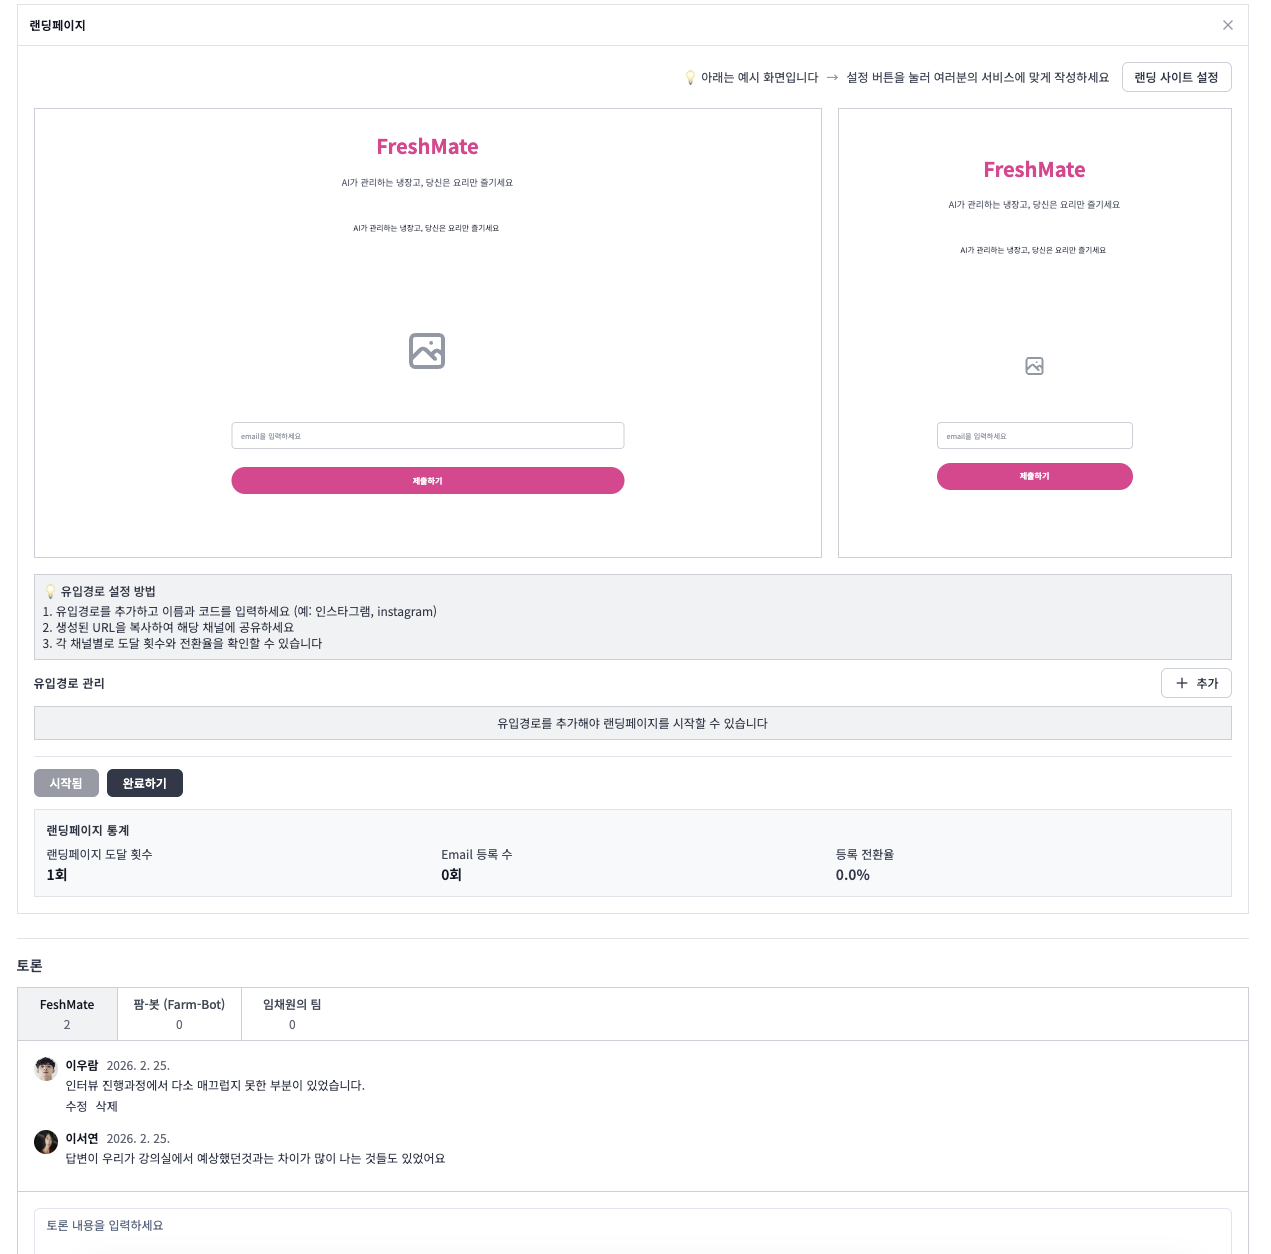 랜딩페이지
💡 아래는 예시 화면입니다 → 설정 버튼을 눌러 여러분의 서비스에 맞게 작성하세요
랜딩 사이트 설정
FreshMate
AI가 관리하는 냉장고, 당신은 요리만 즐기세요
AI가 관리하는 냉장고, 당신은 요리만 즐기세요
email을 입력하세요
제출하기
FreshMate
AI가 관리하는 냉장고, 당신은 요리만 즐기세요
AI가 관리하는 냉장고, 당신은 요리만 즐기세요
email을 입력하세요
제출하기
💡 유입경로 설정 방법
1. 유입경로를 추가하고 이름과 코드를 입력하세요 (예: 인스타그램, instagram)
2. 생성된 URL을 복사하여 해당 채널에 공유하세요
3. 각 채널별로 도달 횟수와 전환율을 확인할 수 있습니다
유입경로 관리
+ 추가
유입경로를 추가해야 랜딩페이지를 시작할 수 있습니다
시작됨 완료하기
랜딩페이지 통계
랜딩페이지 도달 횟수 Email 등록 수 등록 전환율
1회 0회 0.0%
토론
FeshMate 팜-봇 (Farm-Bot) 임채원의 팀
2 0 0
이우람 2026. 2. 25.
인터뷰 진행과정에서 다소 매끄럽지 못한 부분이 있었습니다.
수정 삭제
이서연 2026. 2. 25.
답변이 우리가 강의실에서 예상했던것과는 차이가 많이 나는 것들도 있었어요
토론 내용을 입력하세요